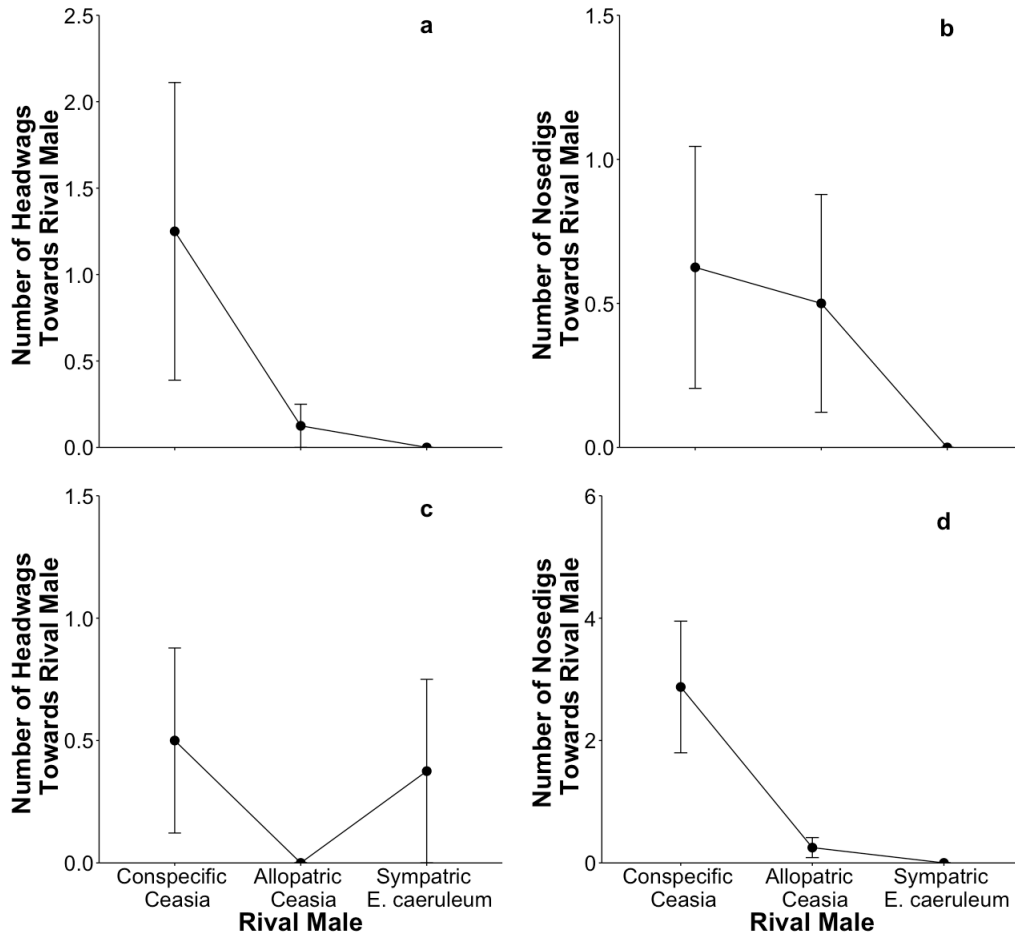 a
Number of Headwags
Towards Rival Male
2.5
2.0
1.5
1.0
0.5
0.0
b
Number of Nosedigs
Towards Rival Male
1.5
1.0
0.5
0.0
c
Number of Headwags
Towards Rival Male
1.5
1.0
0.5
0.0
Conspecific
Ceasia
Allopatric
Ceasia
Sympatric
E. caeruleum
Rival Male
d
Number of Nosedigs
Towards Rival Male
6
4
2
0
Conspecific
Ceasia
Allopatric
Ceasia
Sympatric
E. caeruleum
Rival Male